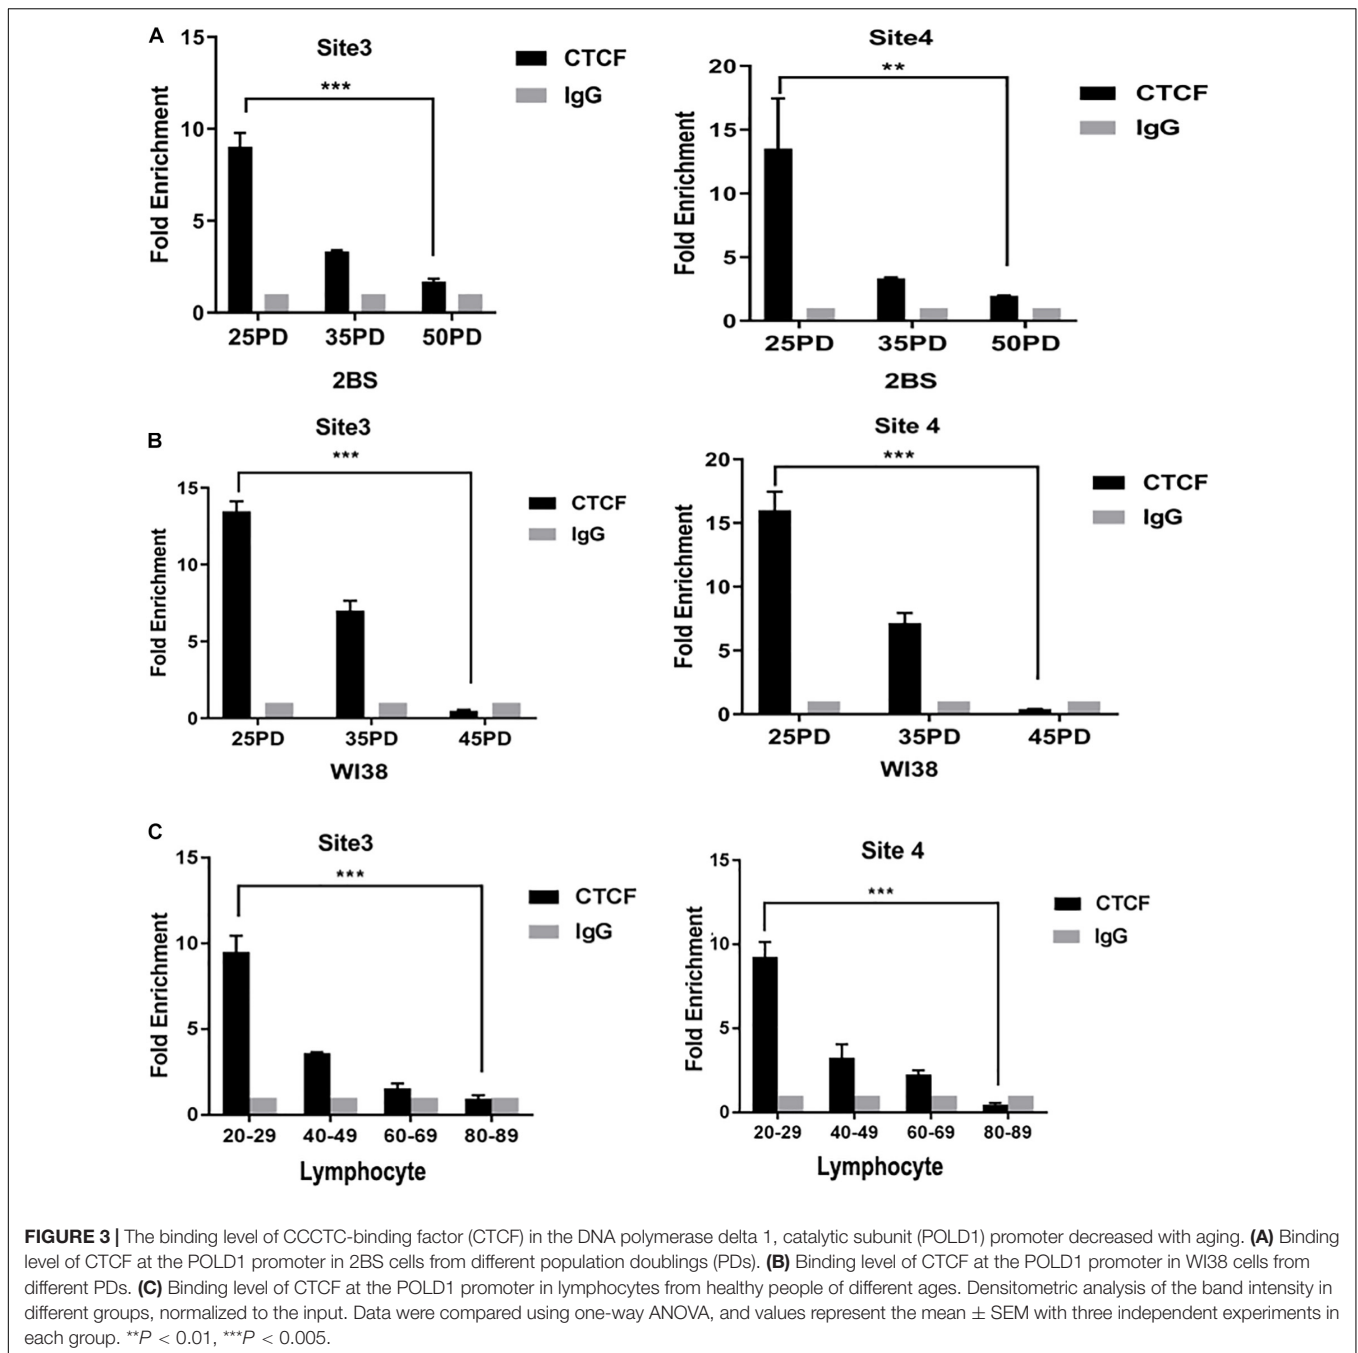 A
Site3
***
CTCF
IgG
15
10
5
0
Fold Enrichment
25PD 35PD 50PD
2BS
Site4
**
CTCF
IgG
20
15
10
5
0
Fold Enrichment
25PD 35PD 50PD
2BS
B
Site3
***
CTCF
IgG
15
10
5
0
Fold Enrichment
25PD 35PD 45PD
WI38
Site 4
***
CTCF
IgG
20
15
10
5
0
Fold Enrichment
25PD 35PD 45PD
WI38
C
Site3
***
CTCF
IgG
15
10
5
0
Fold Enrichment
20-29 40-49 60-69 80-89
Lymphocyte
Site 4
***
CTCF
IgG
15
10
5
0
Fold Enrichment
20-29 40-49 60-69 80-89
Lymphocyte
FIGURE 3 | The binding level of CCCTC-binding factor (CTCF) in the DNA polymerase delta 1, catalytic subunit (POLD1) promoter decreased with aging. (A) Binding
level of CTCF at the POLD1 promoter in 2BS cells from different population doublings (PDs). (B) Binding level of CTCF at the POLD1 promoter in WI38 cells from
different PDs. (C) Binding level of CTCF at the POLD1 promoter in lymphocytes from healthy people of different ages. Densitometric analysis of the band intensity in
different groups, normalized to the input. Data were compared using one-way ANOVA, and values represent the mean ± SEM with three independent experiments in
each group. **P < 0.01, ***P < 0.005.